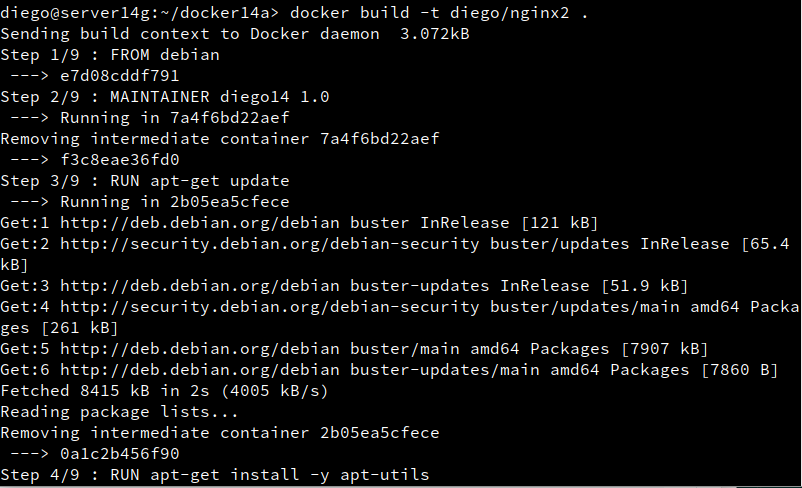 diego@server14g:~/docker14a> docker build -t diego/nginx2 .
Sending build context to Docker daemon  3.072kB
Step 1/9 : FROM debian
 ---> e7d08cddf791
Step 2/9 : MAINTAINER diego14 1.0
 ---> Running in 7a4f6bd22aef
Removing intermediate container 7a4f6bd22aef
 ---> f3c8eae36fd0
Step 3/9 : RUN apt-get update
 ---> Running in 2b05ea5cfece
Get:1 http://deb.debian.org/debian buster InRelease [121 kB]
Get:2 http://security.debian.org/debian-security buster/updates InRelease [65.4
kB]
Get:3 http://deb.debian.org/debian buster-updates InRelease [51.9 kB]
Get:4 http://security.debian.org/debian-security buster/updates/main amd64 Packa
ges [261 kB]
Get:5 http://deb.debian.org/debian buster/main amd64 Packages [7907 kB]
Get:6 http://deb.debian.org/debian buster-updates/main amd64 Packages [7860 B]
Fetched 8415 kB in 2s (4005 kB/s)
Reading package lists...
Removing intermediate container 2b05ea5cfece
 ---> 0a1c2b456f90
Step 4/9 : RUN apt-get install -y apt-utils